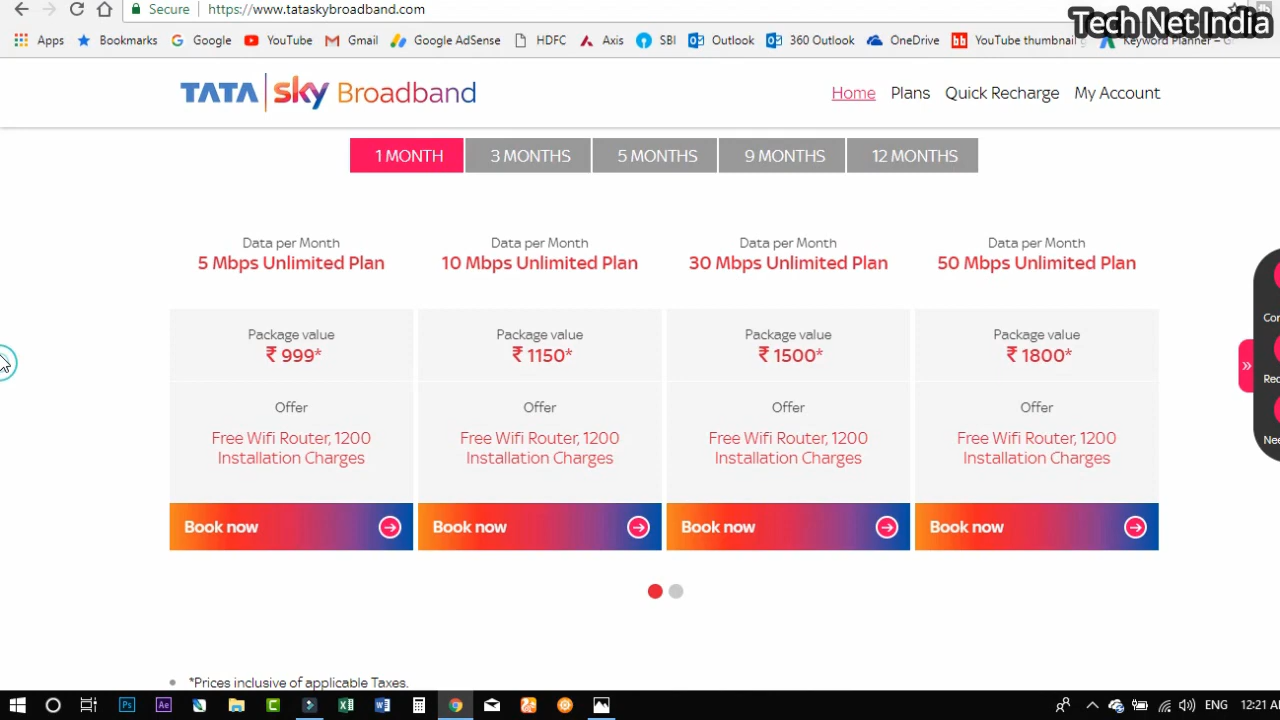 Secure https://www.tataskybroadband.com
Tech Net India
Apps Bookmarks Google YouTube Gmail Google AdSense HDFC Axis SBI Outlook 360 Outlook OneDrive YouTube thumbnail Keyword Planner
TATA sky Broadband
Home Plans Quick Recharge My Account
1 MONTH 3 MONTHS 5 MONTHS 9 MONTHS 12 MONTHS
Data per Month Data per Month Data per Month Data per Month
5 Mbps Unlimited Plan 10 Mbps Unlimited Plan 30 Mbps Unlimited Plan 50 Mbps Unlimited Plan
Package value Package value Package value Package value
₹ 999* ₹ 1150* ₹ 1500* ₹ 1800*
Offer Offer Offer Offer
Free Wifi Router, 1200 Free Wifi Router, 1200 Free Wifi Router, 1200 Free Wifi Router, 1200
Installation Charges Installation Charges Installation Charges Installation Charges
Book now Book now Book now Book now
*Prices inclusive of applicable Taxes.
Ps Ae ENG 12:21 A